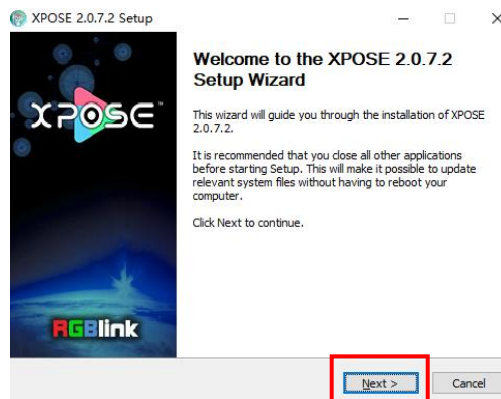 XPOSE 2.0.7.2 Setup
XPOSE™
RGBlink
Welcome to the XPOSE 2.0.7.2
Setup Wizard
This wizard will guide you through the installation of XPOSE
2.0.7.2.
It is recommended that you close all other applications
before starting Setup. This will make it possible to update
relevant system files without having to reboot your
computer.
Click Next to continue.
Next >
Cancel